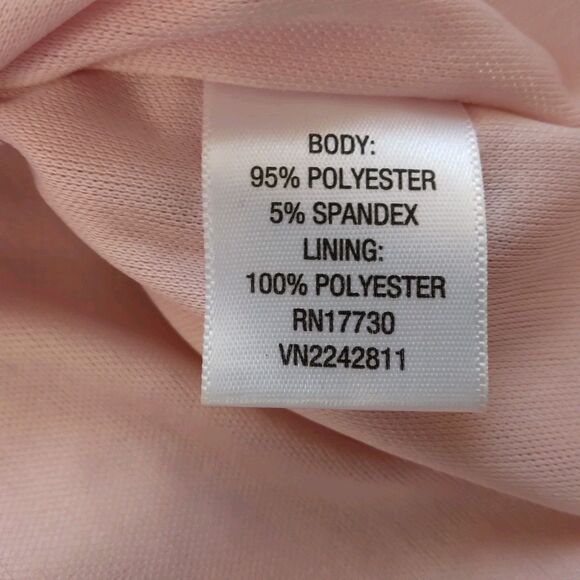 BODY:
95% POLYESTER
5% SPANDEX
LINING:
100% POLYESTER
RN17730
VN2242811